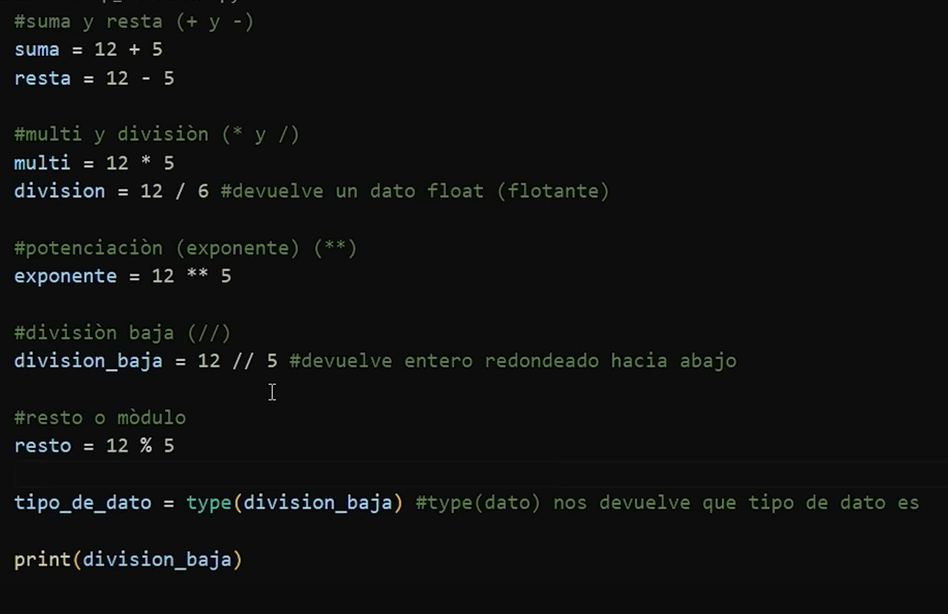 #suma y resta (+ y -)
suma = 12 + 5
resta = 12 - 5
#multi y divisiòn (* y /)
multi = 12 * 5
division = 12 / 6 #devuelve un dato float (flotante)
#potenciaciòn (exponente) (**)
exponente = 12 ** 5
#divisiòn baja (//)
division_baja = 12 // 5 #devuelve entero redondeado hacia abajo
#resto o mòdulo
resto = 12 % 5
tipo_de_dato = type(division_baja) #type(dato) nos devuelve que tipo de dato es
print(division_baja)